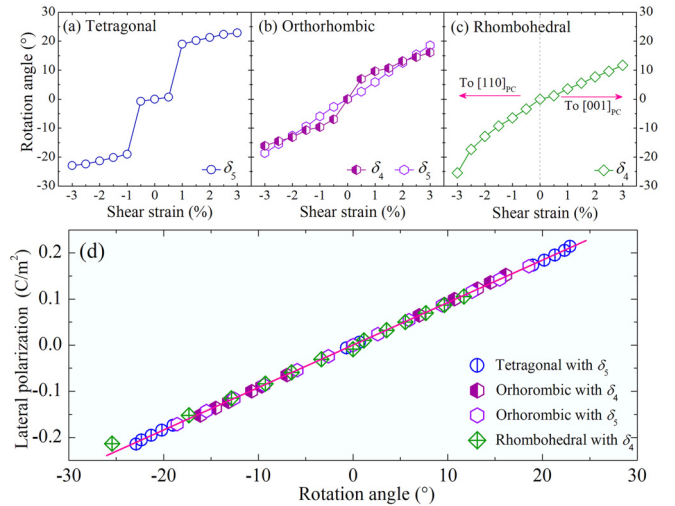 (a) Tetragonal
(b) Orthorhombic
(c) Rhombohedral
Rotation angle (°)
30
20
10
0
-10
-20
-30
30
20
10
0
-10
-20
-30
To [110]PC
To [001]PC
δ5
δ4
δ5
δ4
-3 -2 -1 0 1 2 3
-3 -2 -1 0 1 2 3
-3 -2 -1 0 1 2 3
Shear strain (%)
Shear strain (%)
Shear strain (%)
(d)
Lateral polarization (C/m²)
0.2
0.1
0.0
-0.1
-0.2
Tetragonal with δ5
Orhorombic with δ4
Orhorombic with δ5
Rhombohedral with δ4
-30 -20 -10 0 10 20 30
Rotation angle (°)